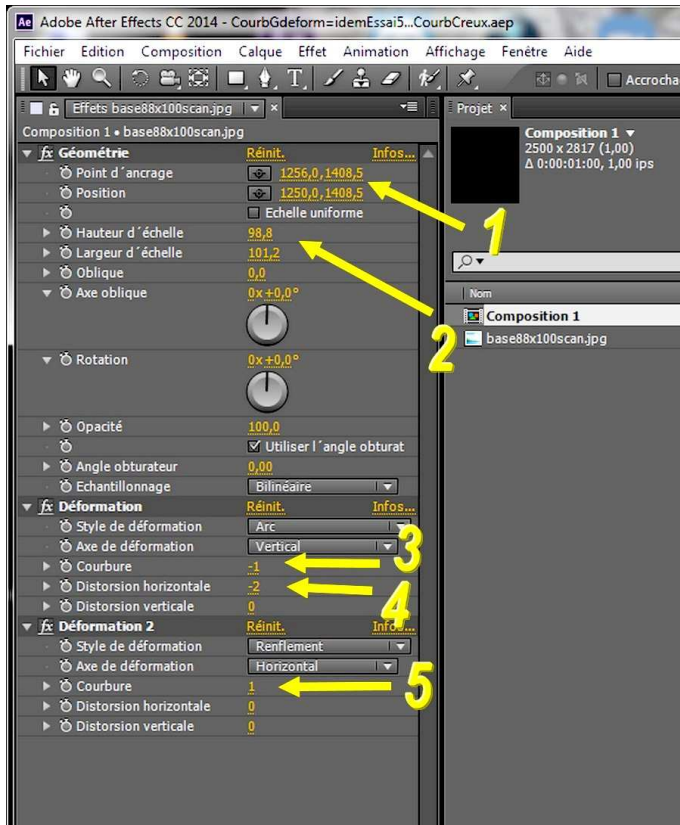 Adobe After Effects CC 2014 - CourbGdeform=idemEssai5...CourbCreux.aep
Fichier Edition Composition Calque Effet Animation Affichage Fenêtre Aide
Accrocha
Effets base88x100scan.jpg
Composition 1 • base88x100scan.jpg
fx Géométrie Réinit. Infos...
Point d´ancrage 1256,0,1408,5
Position 1250,0,1408,5
Echelle uniforme
Hauteur d´échelle 98,8
Largeur d´échelle 101,2
Oblique 0,0
Axe oblique 0x+0,0°
Rotation 0x+0,0°
Opacité 100,0
Utiliser l´angle obturat
Angle obturateur 0,00
Echantillonnage Bilinéaire
fx Déformation Réinit. Infos...
Style de déformation Arc
Axe de déformation Vertical
Courbure -1
Distorsion horizontale -2
Distorsion verticale 0
fx Déformation 2 Réinit. Infos...
Style de déformation Renflement
Axe de déformation Horizontal
Courbure 1
Distorsion horizontale 0
Distorsion verticale 0
Projet
Composition 1
2500 x 2817 (1,00)
Δ 0:00:01:00, 1,00 ips
Nom
Composition 1
base88x100scan.jpg
1
2
3
4
5